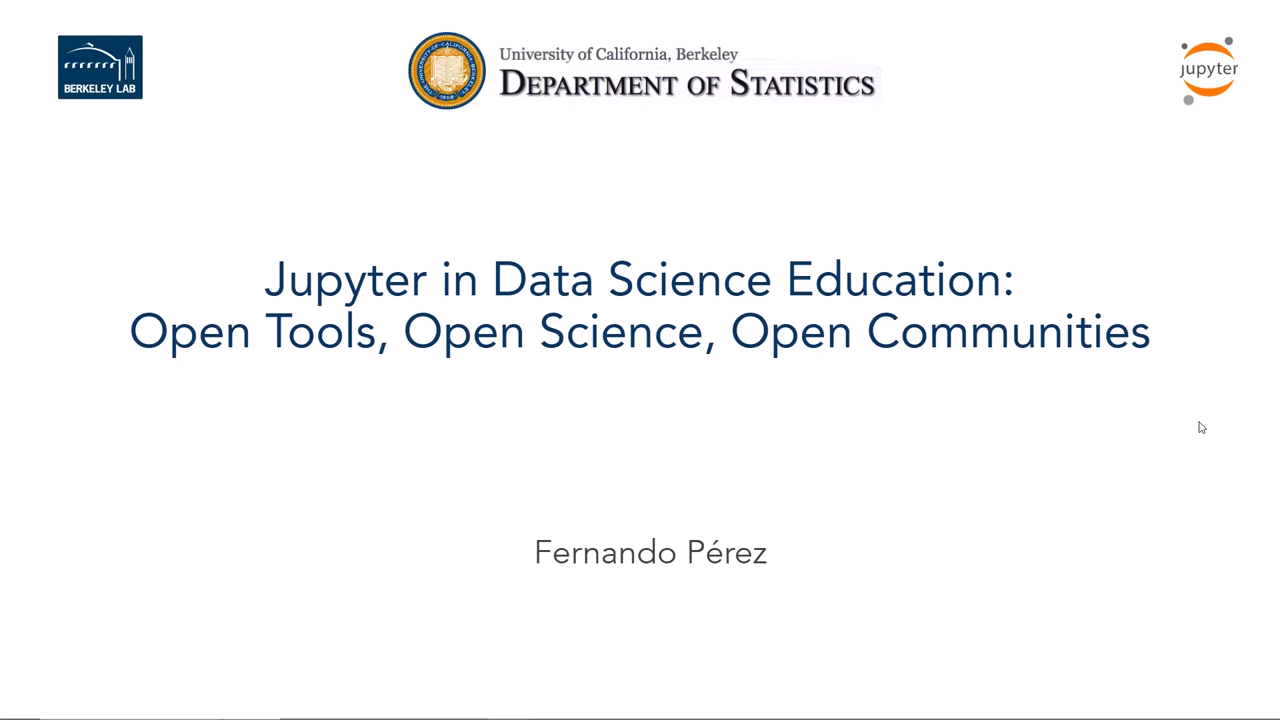 BERKELEY LAB
University of California, Berkeley
DEPARTMENT OF STATISTICS
jupyter
Jupyter in Data Science Education:
Open Tools, Open Science, Open Communities
Fernando Pérez